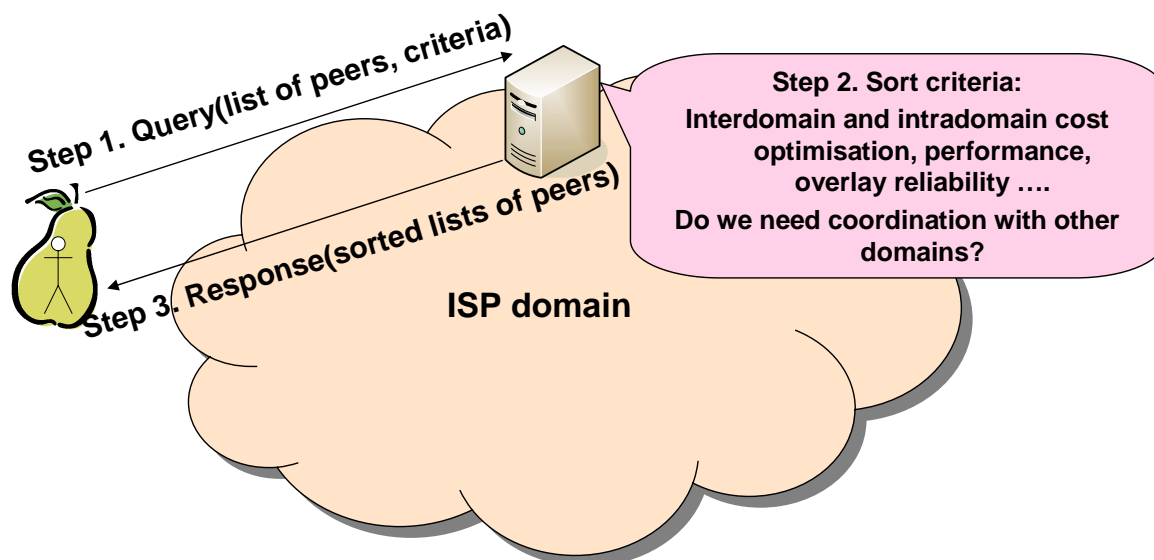 Step 1. Query(list of peers, criteria)
Step 2. Sort criteria:
Interdomain and intradomain cost
optimisation, performance,
overlay reliability ….
Do we need coordination with other
domains?
Step 3. Response(sorted lists of peers)
ISP domain